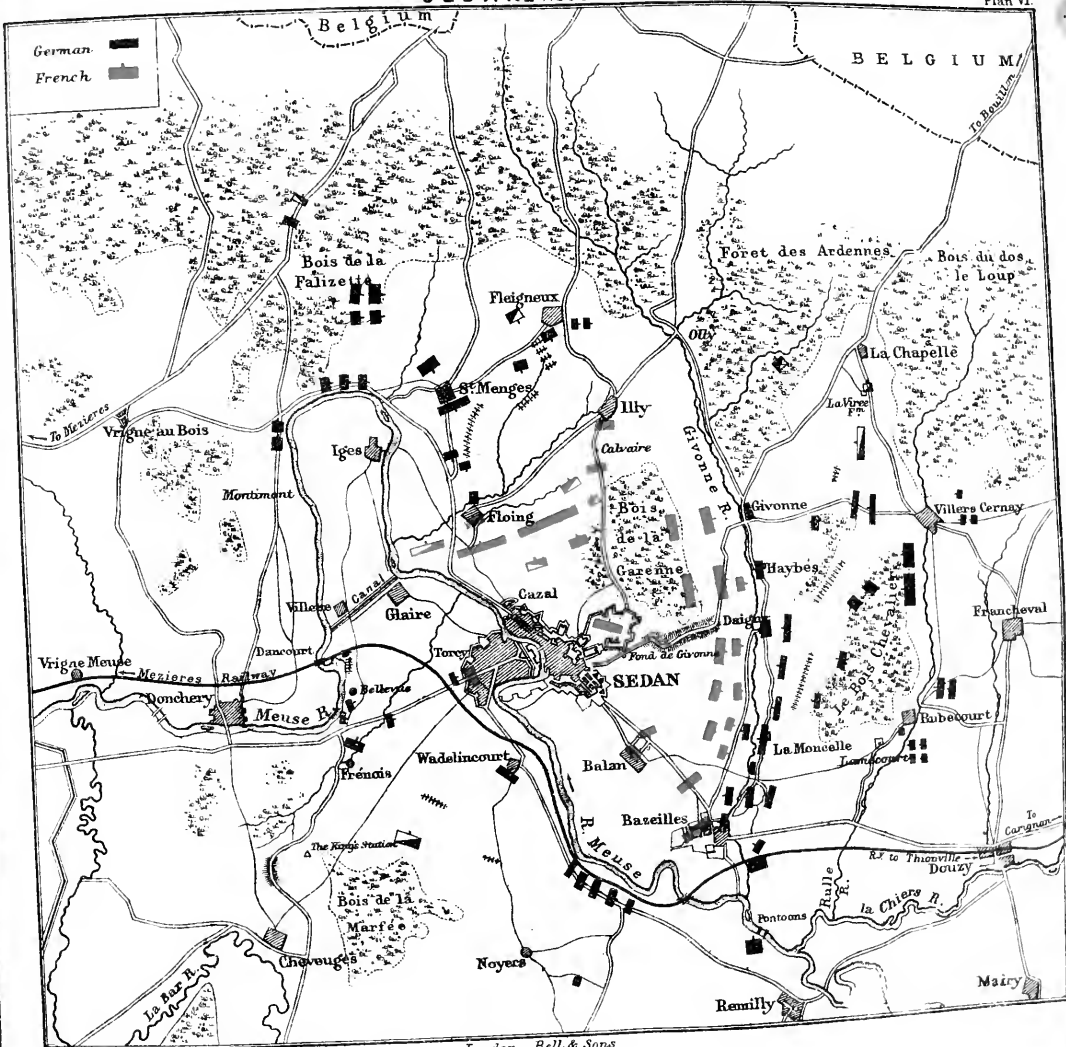 Plan VI.
Belgium
German
French
BELGIUM
To Bouillon
Bois de la
Falizette
Foret des Ardennes
Bois du dos
le Loup
Fleigneux
Olly
La Chapelle
St Menges
La Viree
Fm
Illy
To Mezieres
Vrigne au Bois
Iges
Calvaire
Givonne R.
Montimont
Floing
Bois
de la
Garenne
Givonne
Villers Cernay
Haybes
Canal
Cazal
Le Bois Chevalier
Villette
Glaire
Francheval
Daigny
Dancourt
Torcy
Fond de Givonne
Vrigne Meuse
Mezieres Railway
SEDAN
Bellevue
Donchery
Meuse R.
Rubecourt
La Moncelle
Wadelincourt
Balan
Lamecourt
Frénois
Bazeilles
To
Carignan
The King's Station
R. Meuse
Ry to Thionville
Douzy
Rulle
R.
la Chiers R.
Bois de la
Marfée
Pontoons
Cheveuges
Noyers
La Bar R.
Mairy
Remilly
London. Bell & Sons